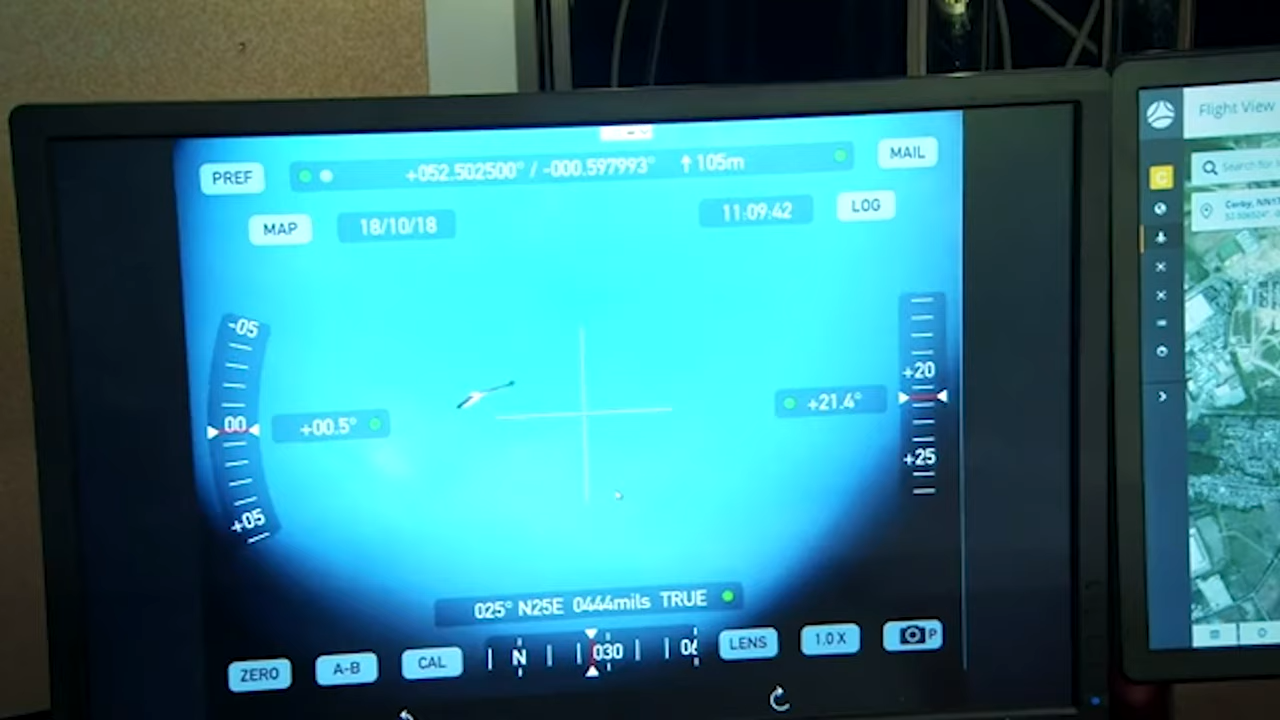 PREF
+052.502500° / -000.597993° ↑105m
MAIL
MAP
18/10/18
11:09:42
LOG
-05
00
+05
+00.5°
+21.4°
+20
+25
025° N25E 0444mils TRUE
ZERO
A-B
CAL
N
030
LENS
1.0 X
P
Flight View
Search for
C
Corby, NN17